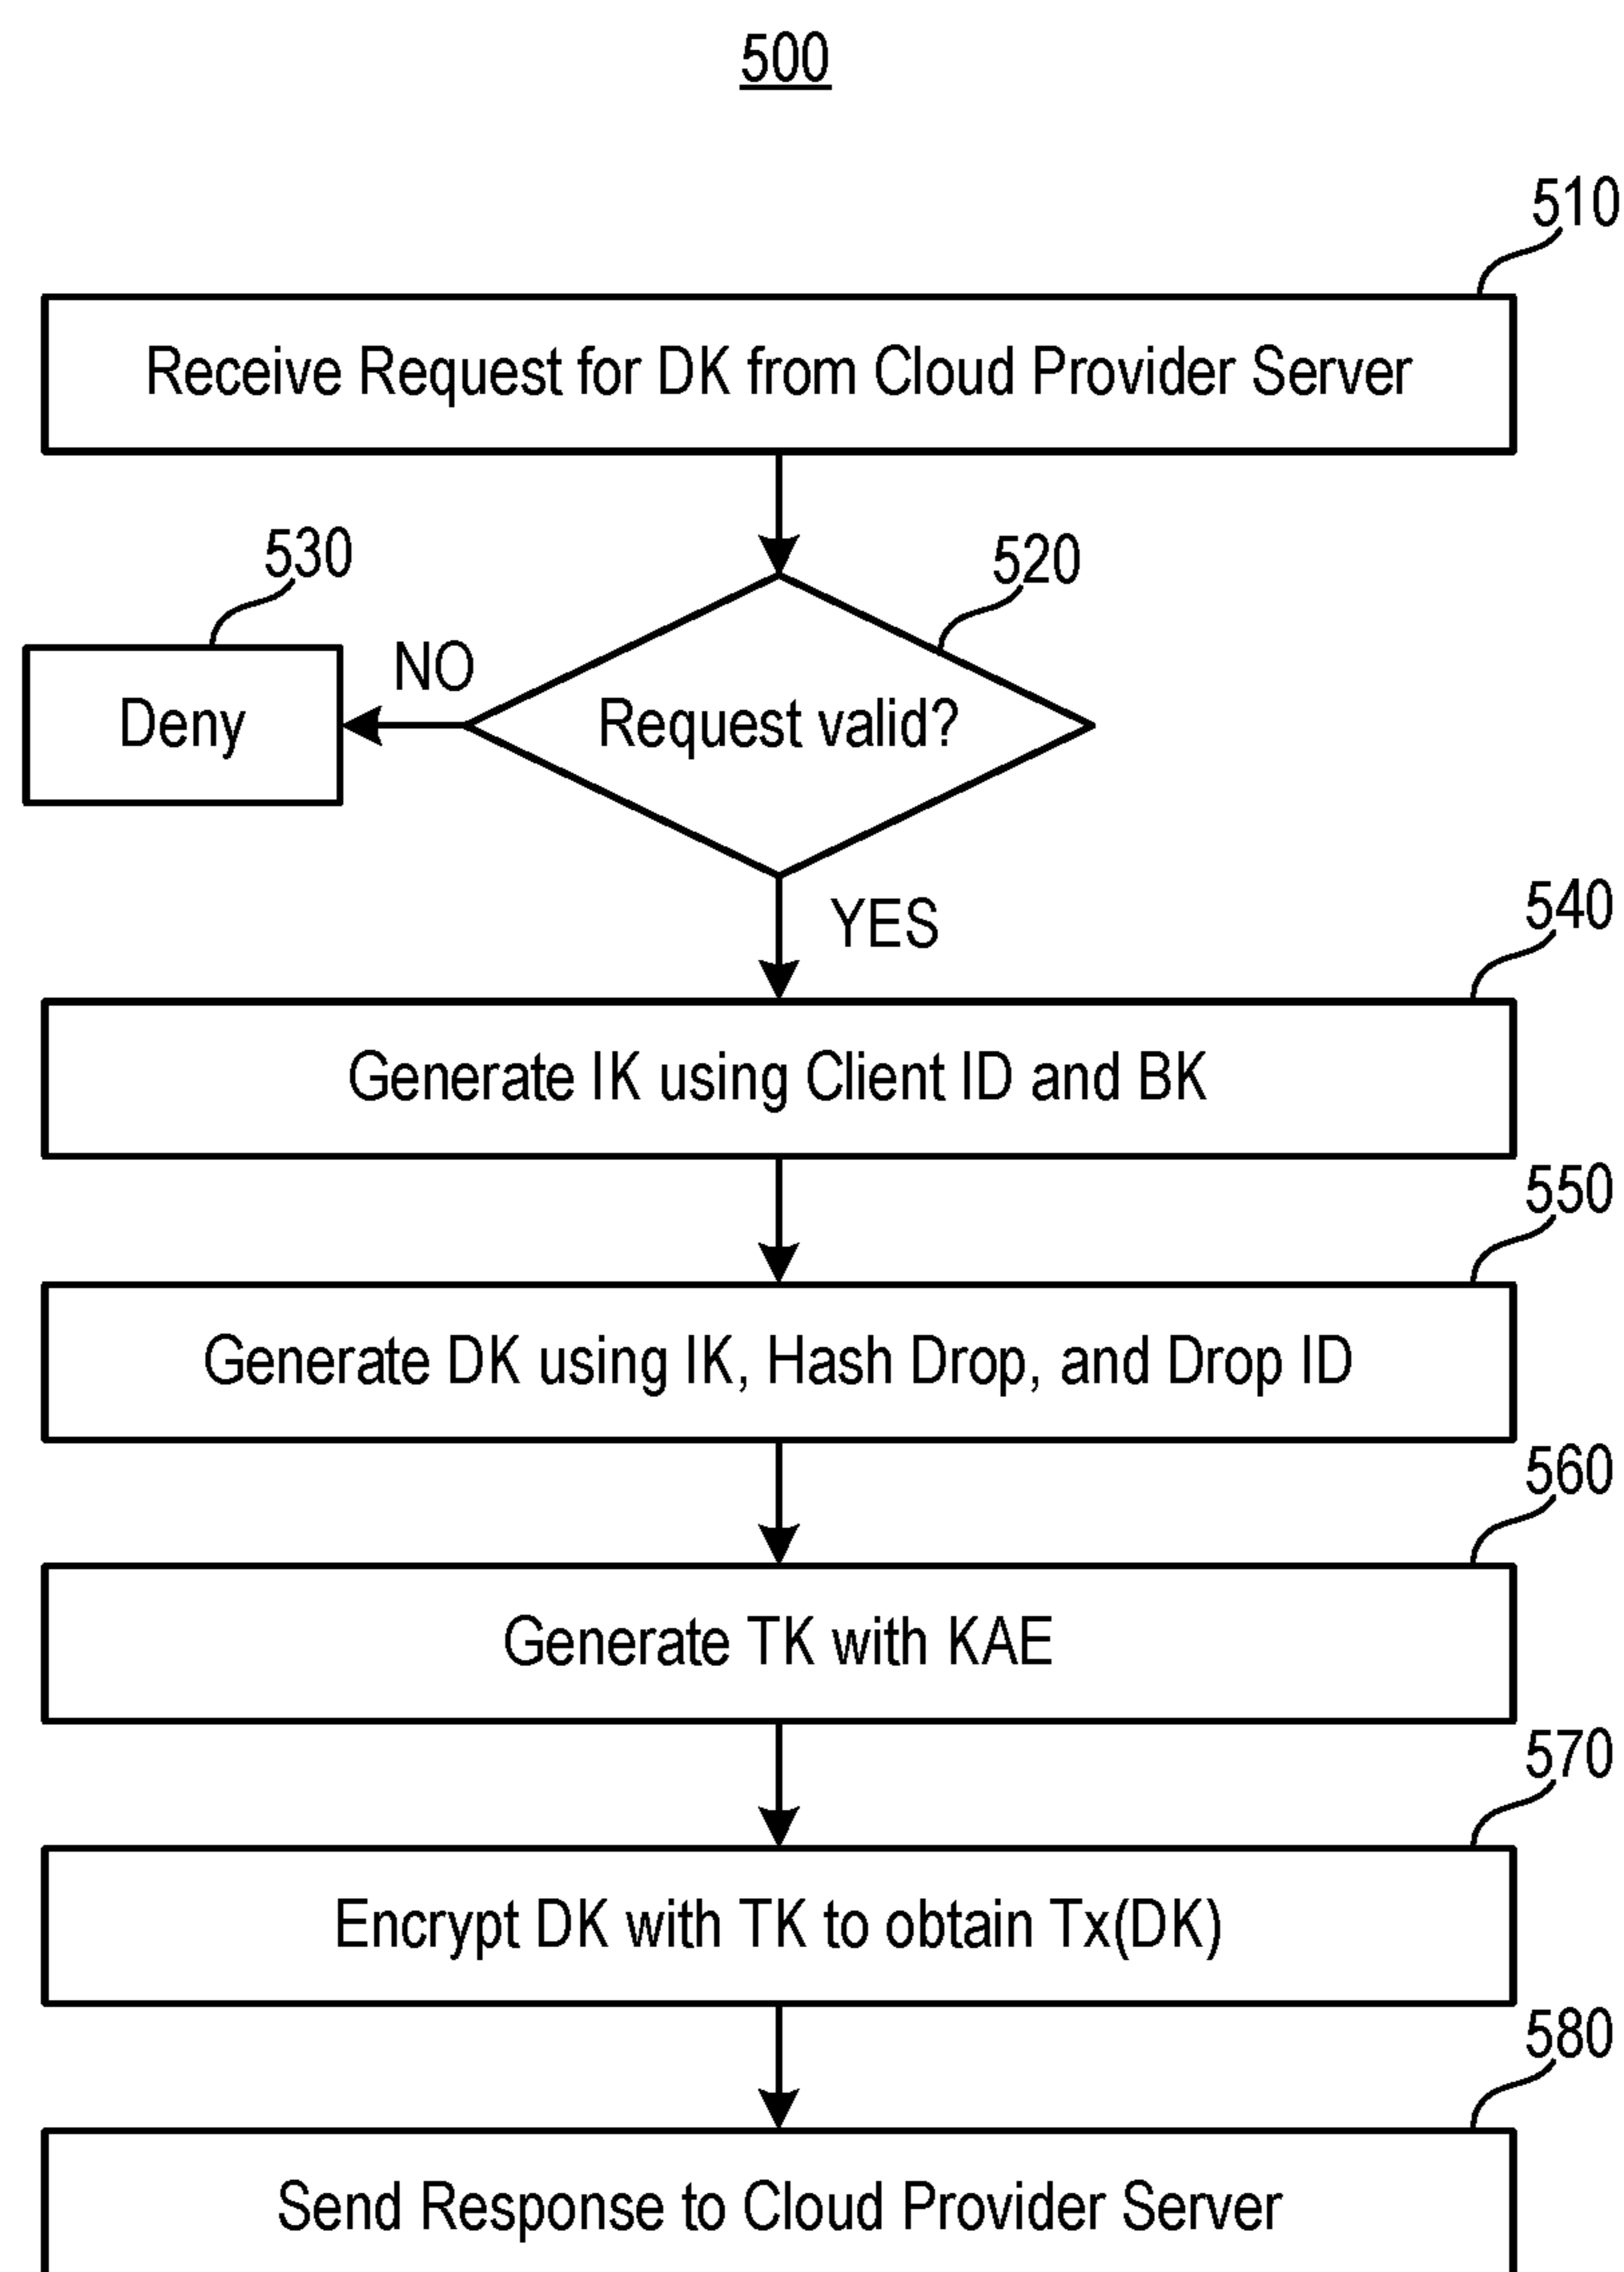 500
510
Receive Request for DK from Cloud Provider Server
530
520
NO
Deny
Request valid?
YES
540
Generate IK using Client ID and BK
550
Generate DK using IK, Hash Drop, and Drop ID
560
Generate TK with KAE
570
Encrypt DK with TK to obtain Tx(DK)
580
Send Response to Cloud Provider Server